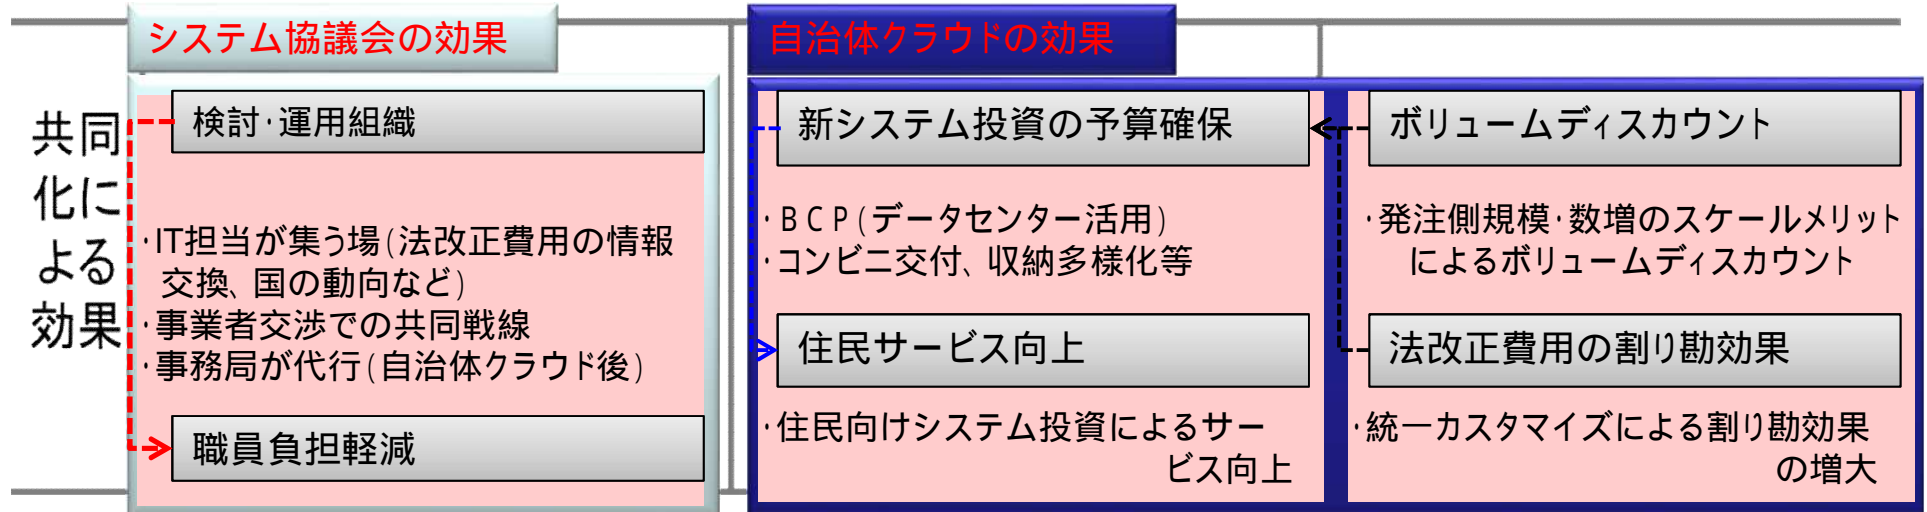 共同
化に
よる
効果
システム協議会の効果
検討・運用組織
・IT担当が集う場(法改正費用の情報
交換、国の動向など)
・事業者交渉での共同戦線
・事務局が代行(自治体クラウド後)
職員負担軽減
自治体クラウドの効果
新システム投資の予算確保
・BCP(データセンター活用)
・コンビニ交付、収納多様化等
住民サービス向上
・住民向けシステム投資によるサー
ビス向上
ボリュームディスカウント
・発注側規模・数増のスケールメリット
によるボリュームディスカウント
法改正費用の割り勘効果
・統一カスタマイズによる割り勘効果
の増大